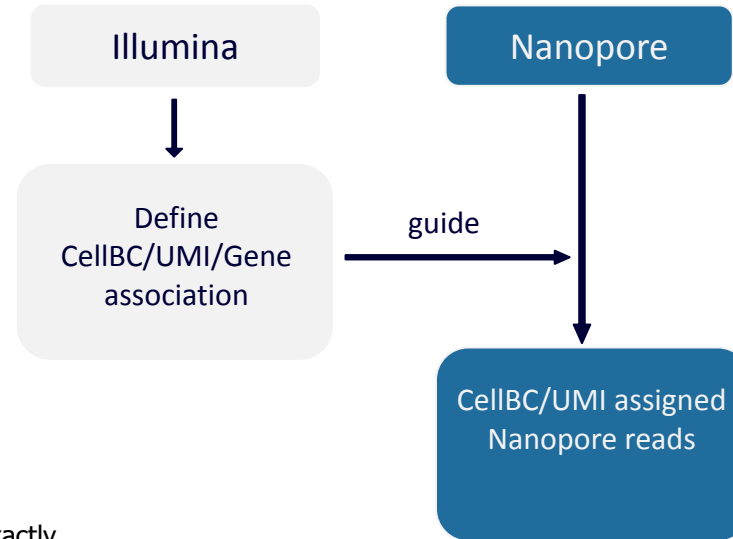 Illumina
Nanopore
Define
CellBC/UMI/Gene
association
guide
CellBC/UMI assigned
Nanopore reads